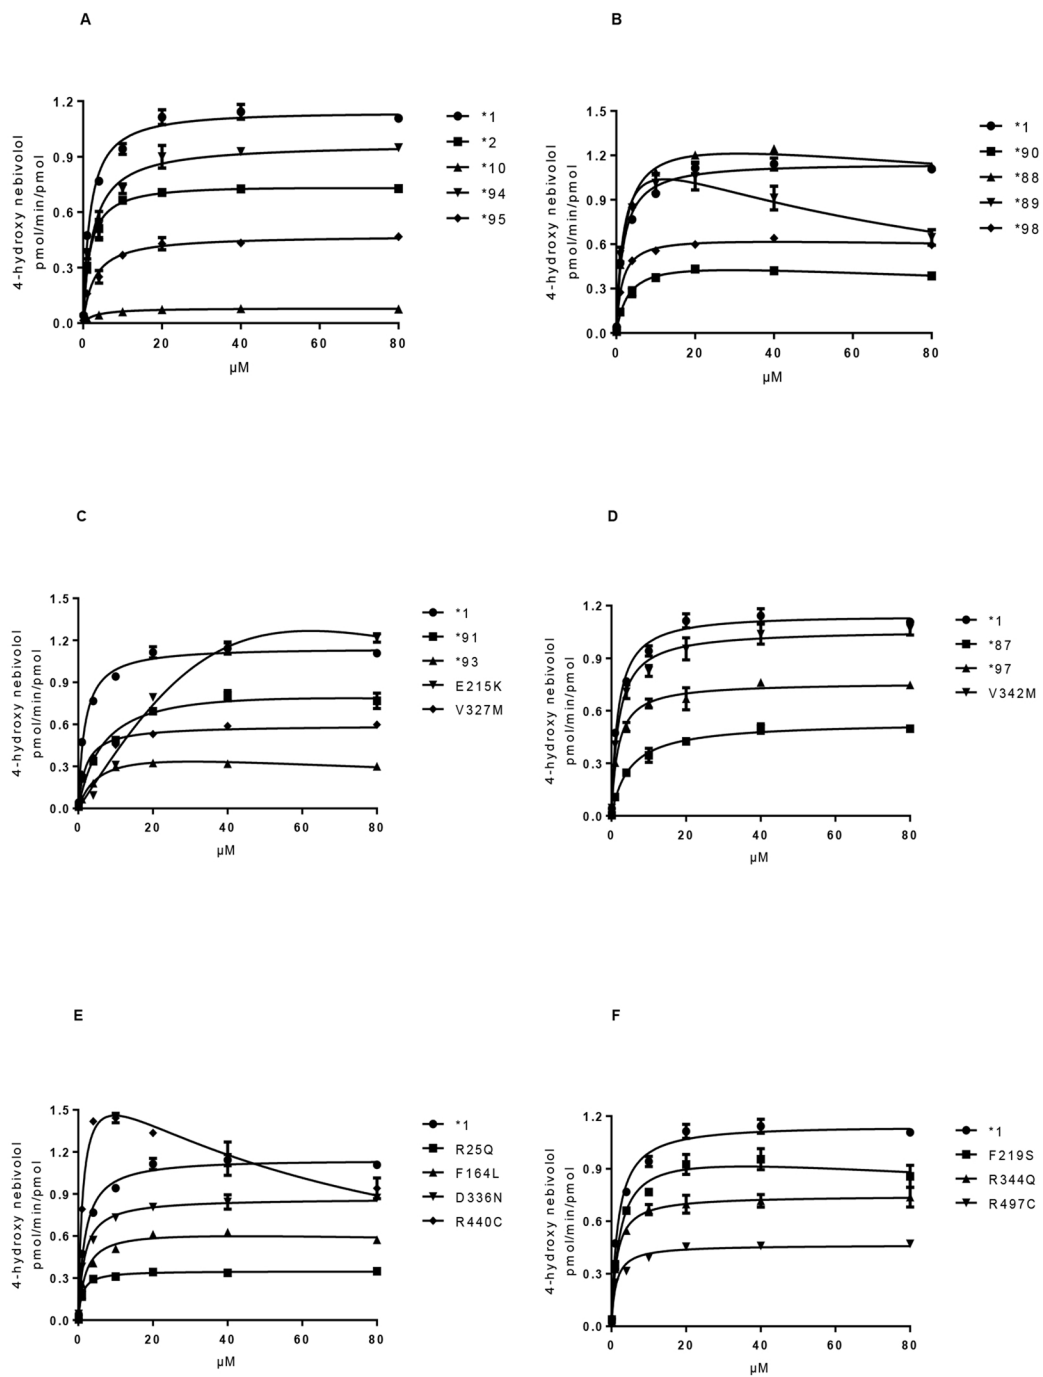 A
4-hydroxy nebivolol
pmol/min/pmol
1.2
0.9
0.6
0.3
0.0
0
20
40
60
80
µM
*1
*2
*10
*94
*95
B
4-hydroxy nebivolol
pmol/min/pmol
1.5
1.2
0.9
0.6
0.3
0.0
0
20
40
60
80
µM
*1
*90
*88
*89
*98
C
4-hydroxy nebivolol
pmol/min/pmol
1.5
1.2
0.9
0.6
0.3
0.0
0
20
40
60
80
µM
*1
*91
*93
E215K
V327M
D
4-hydroxy nebivolol
pmol/min/pmol
1.2
0.9
0.6
0.3
0.0
0
20
40
60
80
µM
*1
*87
*97
V342M
E
4-hydroxy nebivolol
pmol/min/pmol
1.5
1.2
0.9
0.6
0.3
0.0
0
20
40
60
80
µM
*1
R25Q
F164L
D336N
R440C
F
4-hydroxy nebivolol
pmol/min/pmol
1.2
0.9
0.6
0.3
0.0
0
20
40
60
80
µM
*1
F219S
R344Q
R497C